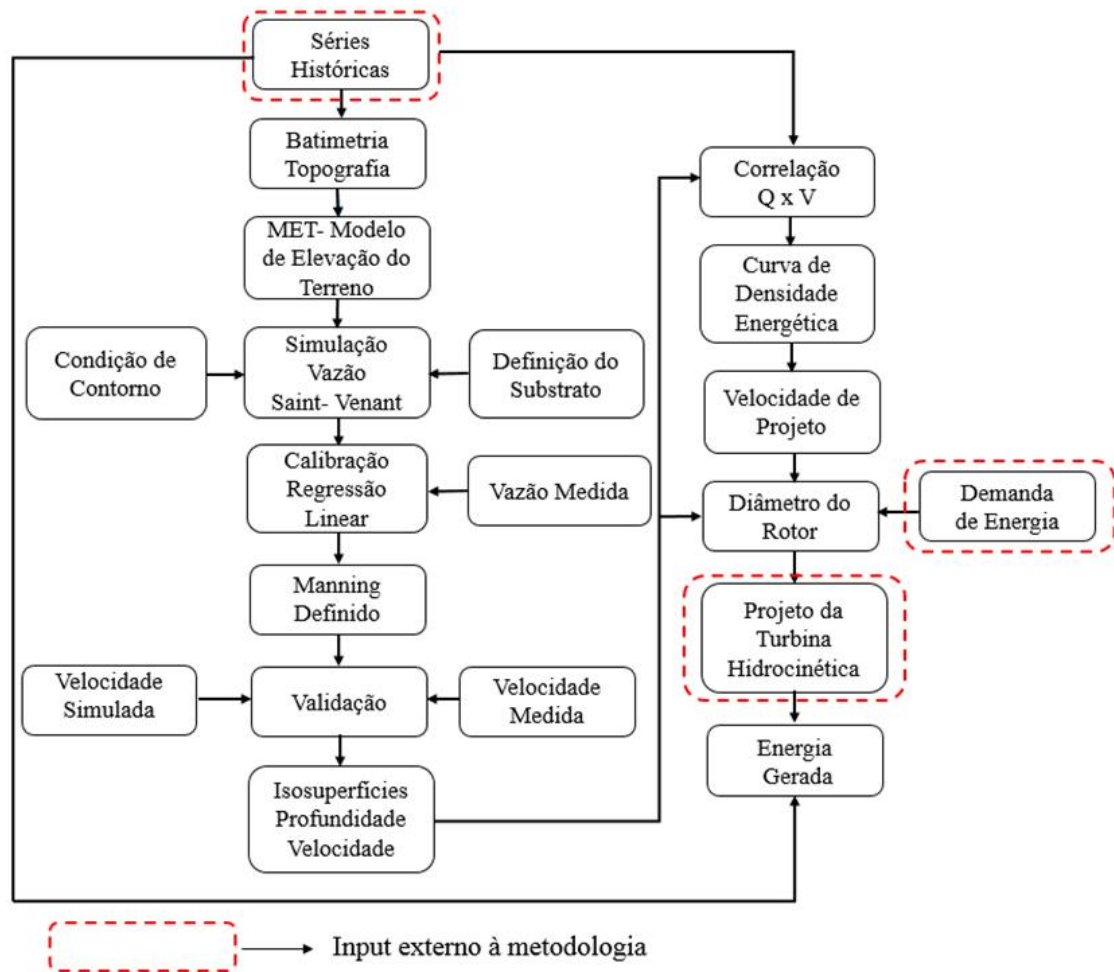 Séries
Históricas
Batimetria
Topografia
MET- Modelo
de Elevação do
Terreno
Condição de
Contorno
Simulação
Vazão
Saint- Venant
Definição do
Substrato
Calibração
Regressão
Linear
Vazão Medida
Manning
Definido
Velocidade
Simulada
Validação
Velocidade
Medida
Isosuperfícies
Profundidade
Velocidade
Correlação
Q x V
Curva de
Densidade
Energética
Velocidade de
Projeto
Diâmetro do
Rotor
Demanda
de Energia
Projeto da
Turbina
Hidrocinética
Energia
Gerada
Input externo à metodologia